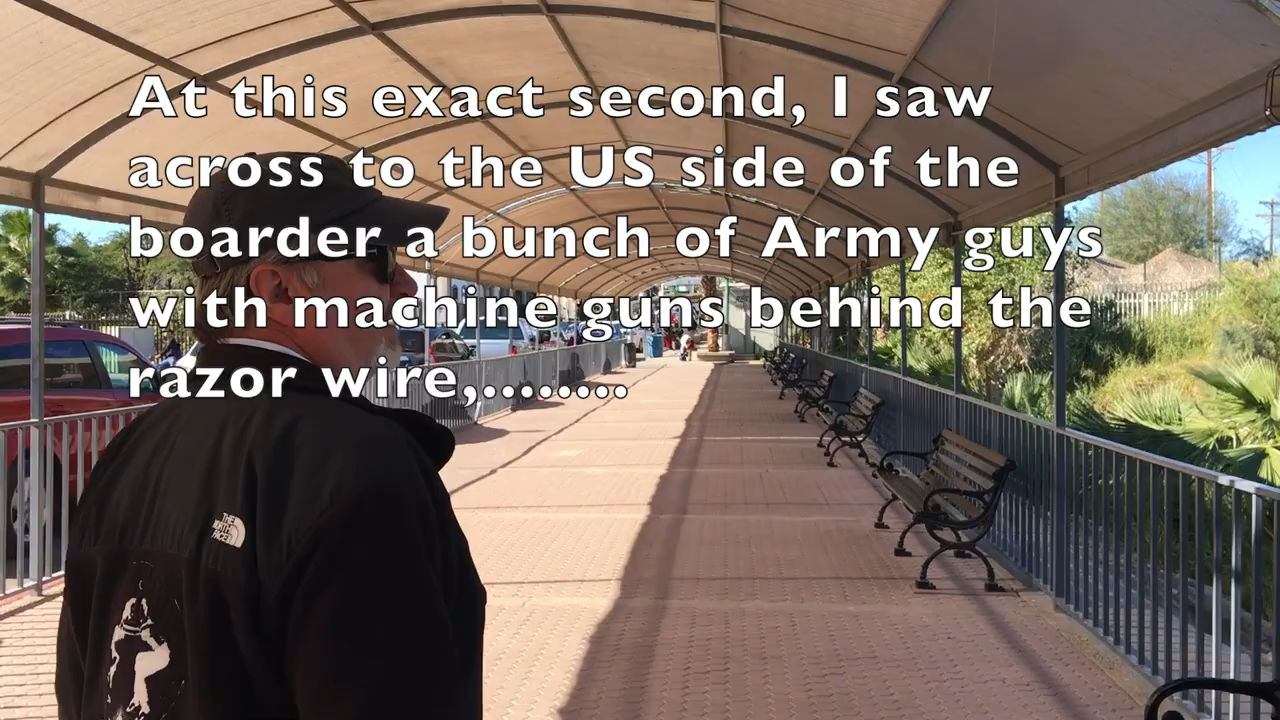 At this exact second, I saw
across to the US side of the
boarder a bunch of Army guys
with machine guns behind the
razor wire,........
THE
NORTH
FACE